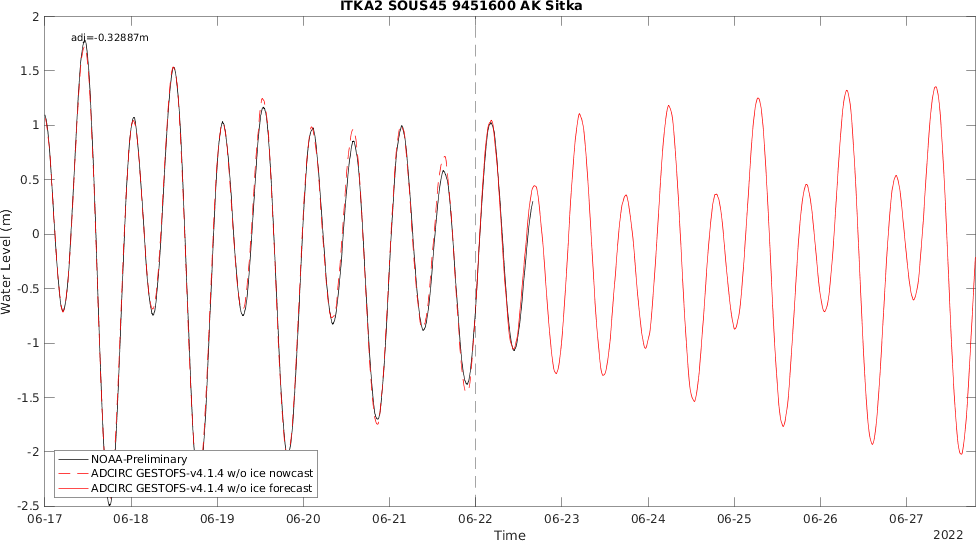 ITKA2 SOUS45 9451600 AK Sitka
adj=-0.32887m
2
1.5
1
0.5
0
-0.5
-1
-1.5
-2
-2.5
Water Level (m)
NOAA-Preliminary
ADCIRC GESTOFS-v4.1.4 w/o ice nowcast
ADCIRC GESTOFS-v4.1.4 w/o ice forecast
06-17 06-18 06-19 06-20 06-21 06-22 06-23 06-24 06-25 06-26 06-27
Time
2022